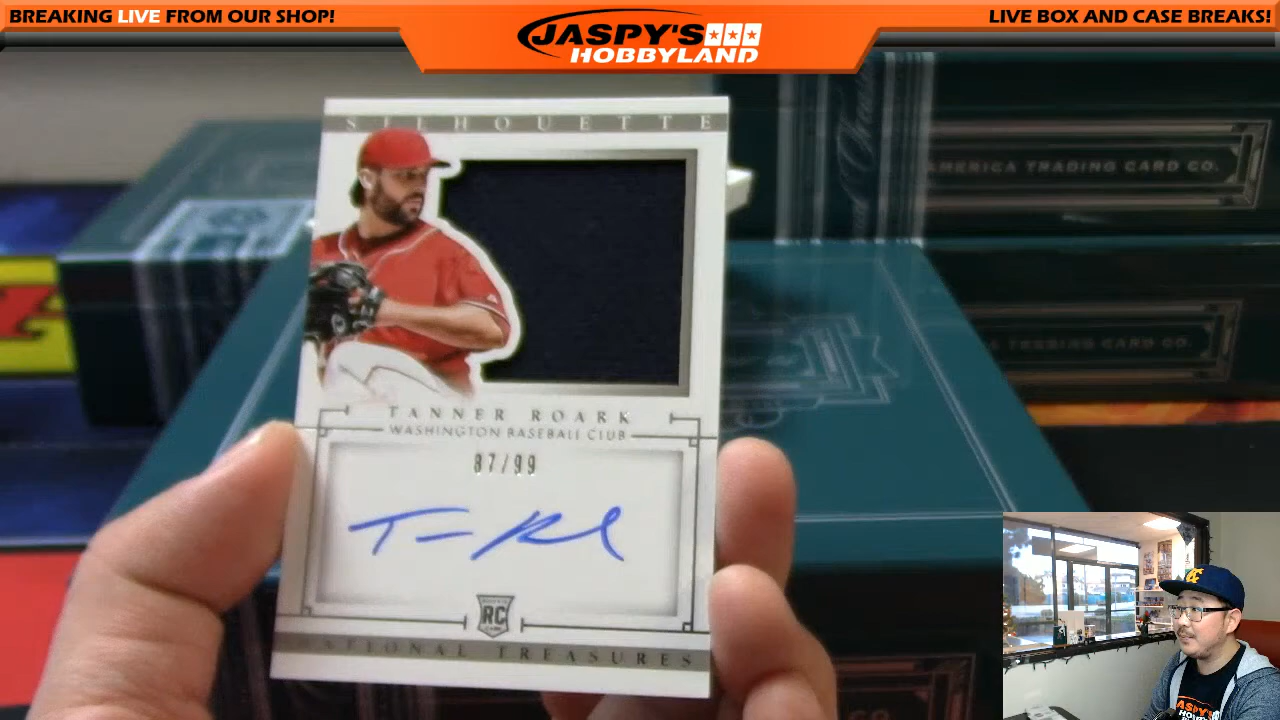 BREAKING LIVE FROM OUR SHOP!
JASPY'S
HOBBYLAND
LIVE BOX AND CASE BREAKS!
SILHOUETTE
AMERICA TRADING CARD CO.
TANNER ROARK
WASHINGTON BASEBALL CLUB
87/99
RC
TREASURES
JASPY'S